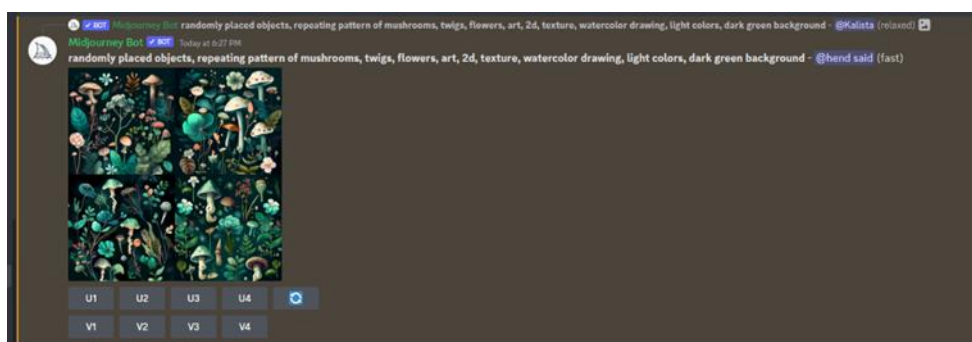 ✔ BOT Midjourney Bot randomly placed objects, repeating pattern of mushrooms, twigs, flowers, art, 2d, texture, watercolor drawing, light colors, dark green background - @Kalista (relaxed)
Midjourney Bot ✔ BOT Today at 6:27 PM
randomly placed objects, repeating pattern of mushrooms, twigs, flowers, art, 2d, texture, watercolor drawing, light colors, dark green background - @hend said (fast)
U1 U2 U3 U4
V1 V2 V3 V4